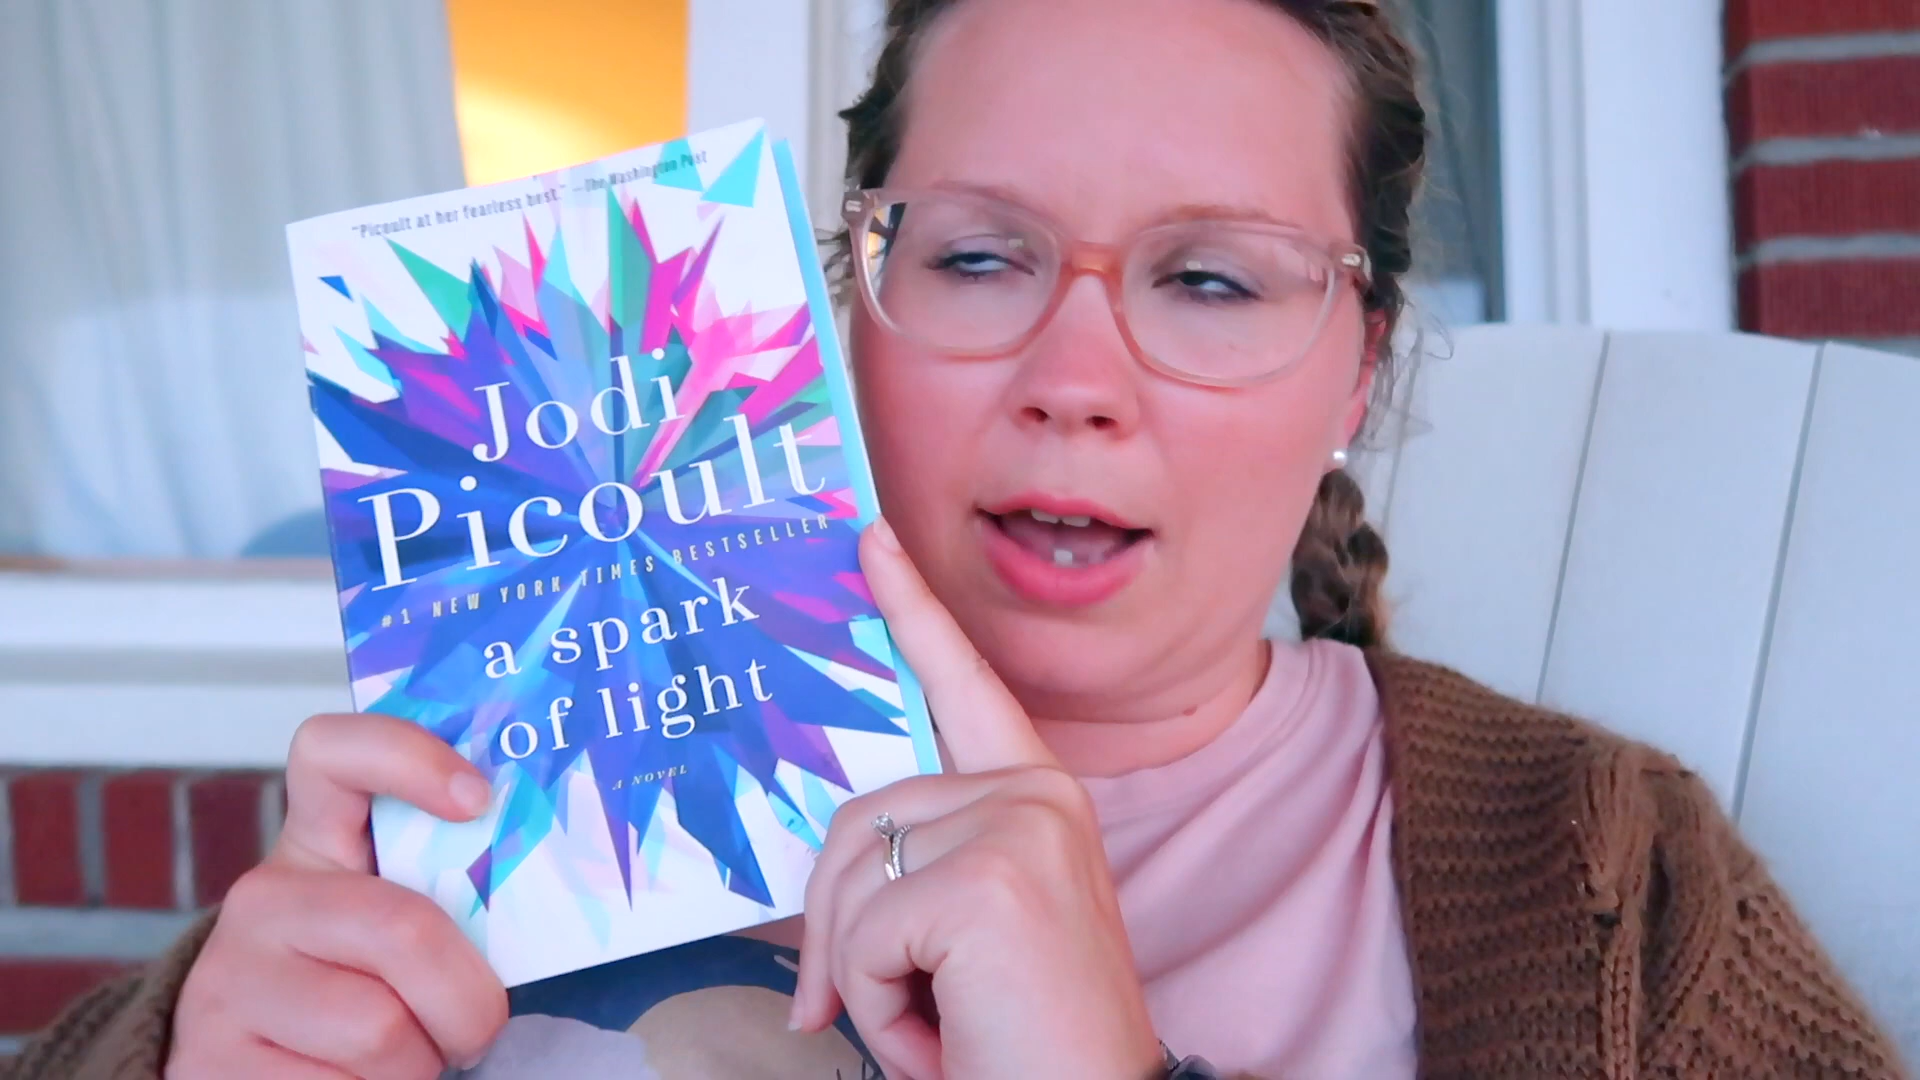 "Picoult at her fearless best." —The Washington Post
Jodi
Picoult
#1 NEW YORK TIMES BESTSELLER
a spark
of light
A NOVEL